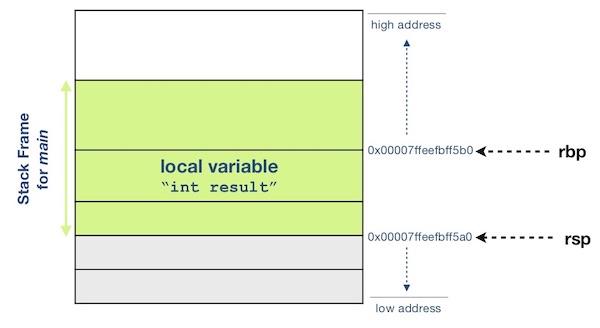 high address
Stack Frame
for main
0x00007ffeefbff5b0
rbp
local variable
“int result”
0x00007ffeefbff5a0
rsp
low address